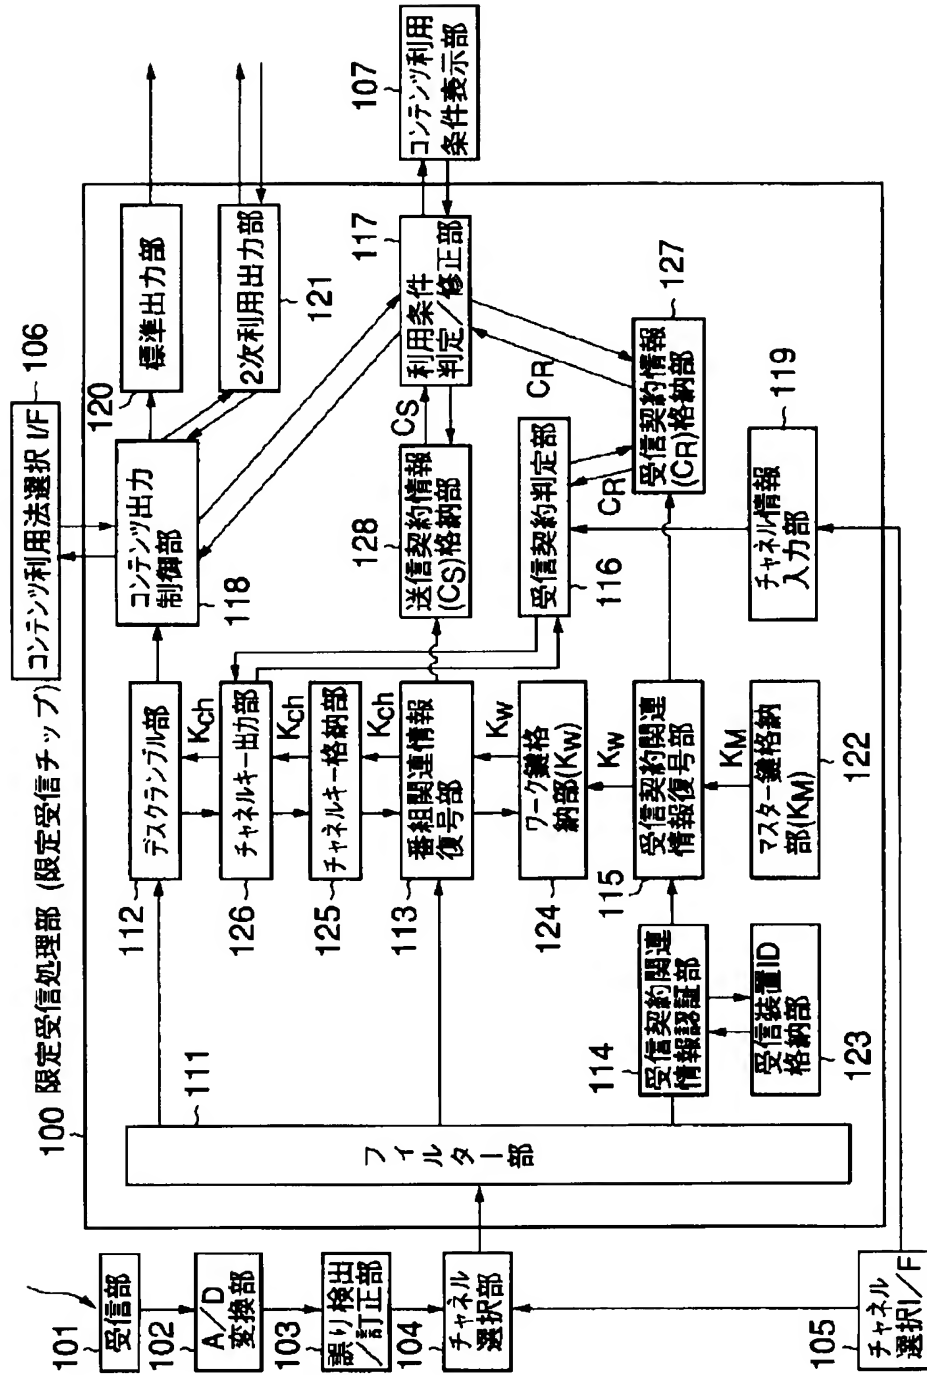 100 限定受信処理部 (限定受信チップ)
101
受信部
102
A/D
変換部
103
誤り検出
/訂正部
104
チャネル
選択部
105
チャネル
選択I/F
111
フィルター部
112
デスクランブル部
Kch
126
チャネルキー出力部
Kch
125
チャネルキー格納部
Kch
113
番組関連情報
復号部
Kw
124
ワーク鍵格
納部(Kw)
Kw
114
受信契約関連
情報認証部
115
受信契約関連
情報復号部
KM
123
受信装置ID
格納部
122
マスター鍵格納
部(KM)
コンテンツ利用法選択 I/F
106
コンテンツ出力
制御部
118
120
標準出力部
2次利用出力部
121
128
送信契約情報
(CS)格納部
CS
117
利用条件
判定/修正部
107
コンテンツ利用
条件表示部
受信契約判定部
116
CR
CR
127
受信契約情報
(CR)格納部
119
チャネル情報
入力部